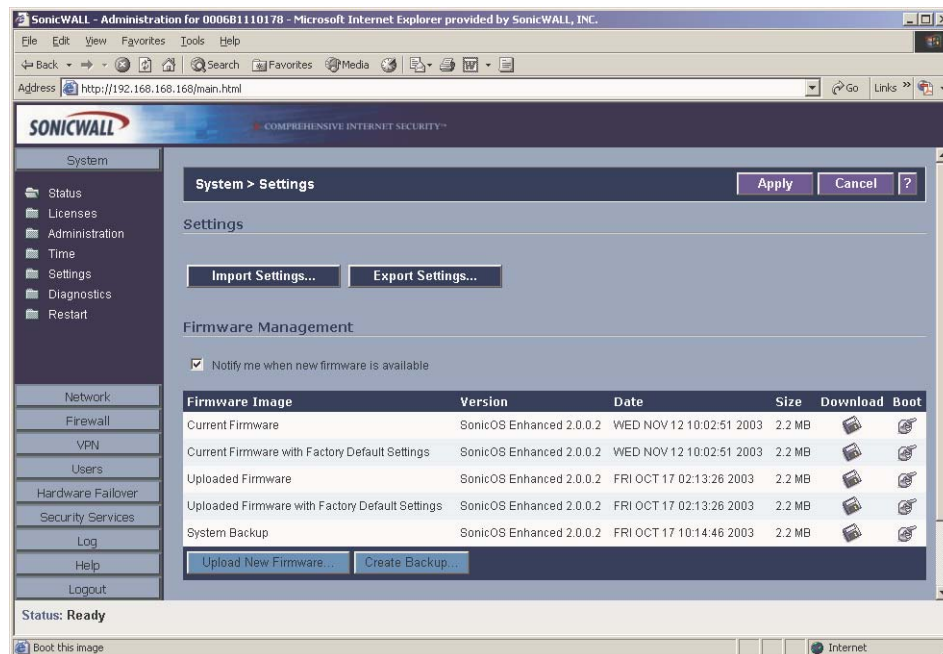 SonicWALL - Administration for 0006B1110178 - Microsoft Internet Explorer provided by SonicWALL, INC.
File Edit View Favorites Tools Help
Back Search Favorites Media
Address http://192.168.168.168/main.html Go Links »
SONICWALL COMPREHENSIVE INTERNET SECURITY™
System
Status
Licenses
Administration
Time
Settings
Diagnostics
Restart
Network
Firewall
VPN
Users
Hardware Failover
Security Services
Log
Help
Logout
System > Settings Apply Cancel ?
Settings
Import Settings... Export Settings...
Firmware Management
Notify me when new firmware is available
Firmware Image Version Date Size Download Boot
Current Firmware SonicOS Enhanced 2.0.0.2 WED NOV 12 10:02:51 2003 2.2 MB
Current Firmware with Factory Default Settings SonicOS Enhanced 2.0.0.2 WED NOV 12 10:02:51 2003 2.2 MB
Uploaded Firmware SonicOS Enhanced 2.0.0.2 FRI OCT 17 02:13:26 2003 2.2 MB
Uploaded Firmware with Factory Default Settings SonicOS Enhanced 2.0.0.2 FRI OCT 17 02:13:26 2003 2.2 MB
System Backup SonicOS Enhanced 2.0.0.2 FRI OCT 17 10:14:46 2003 2.2 MB
Upload New Firmware... Create Backup...
Status: Ready
Boot this image Internet